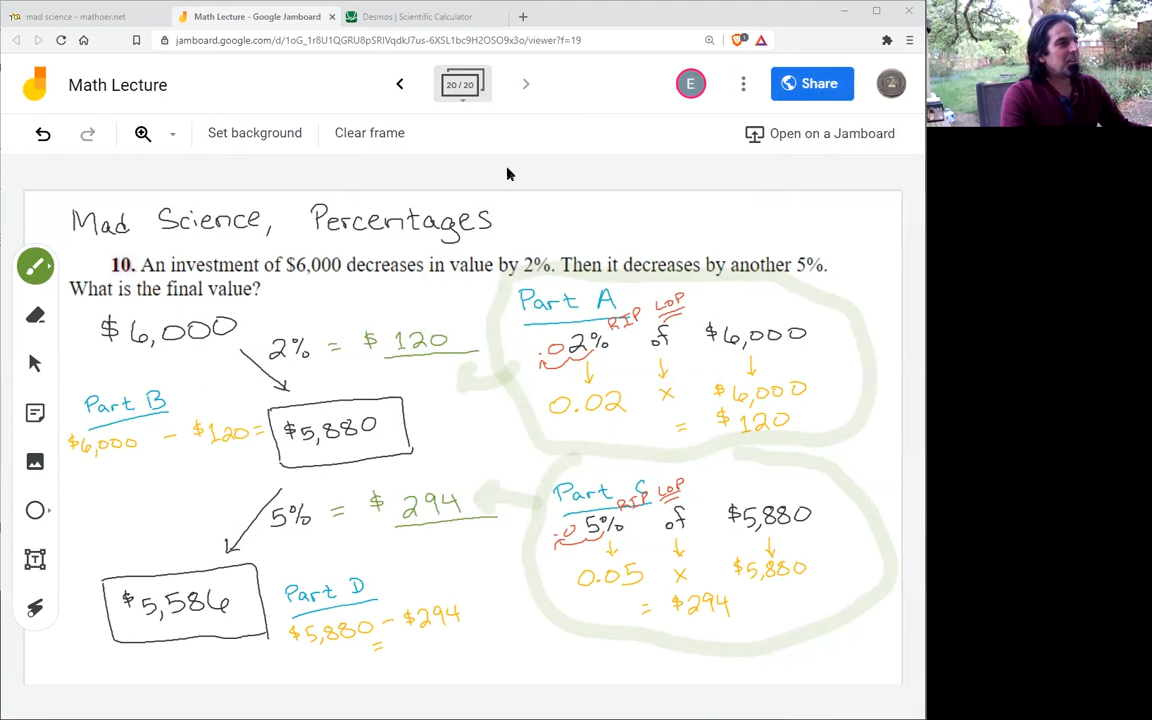 mad science - mathoer.net
Math Lecture - Google Jamboard
Desmos | Scientific Calculator
jamboard.google.com/d/1oG_1r8U1QGRU8pSRlVqdkJ7us-6XSL1bc9H2OSO9x3o/viewer?f=19
1
Math Lecture
20 / 20
E
Share
Set background
Clear frame
Open on a Jamboard
Mad Science, Percentages
10. An investment of $6,000 decreases in value by 2%. Then it decreases by another 5%.
What is the final value?
$6,000
2% = $ 120
Part B
$6,000 - $120=
$5,880
5% = $ 294
$5,586
Part D
$5,880 - $294
=
Part A
RIP LOP
.02% of $6,000
0.02 x $6,000
= $120
Part C
RIP LOP
.05% of $5,880
0.05 x $5,880
= $294